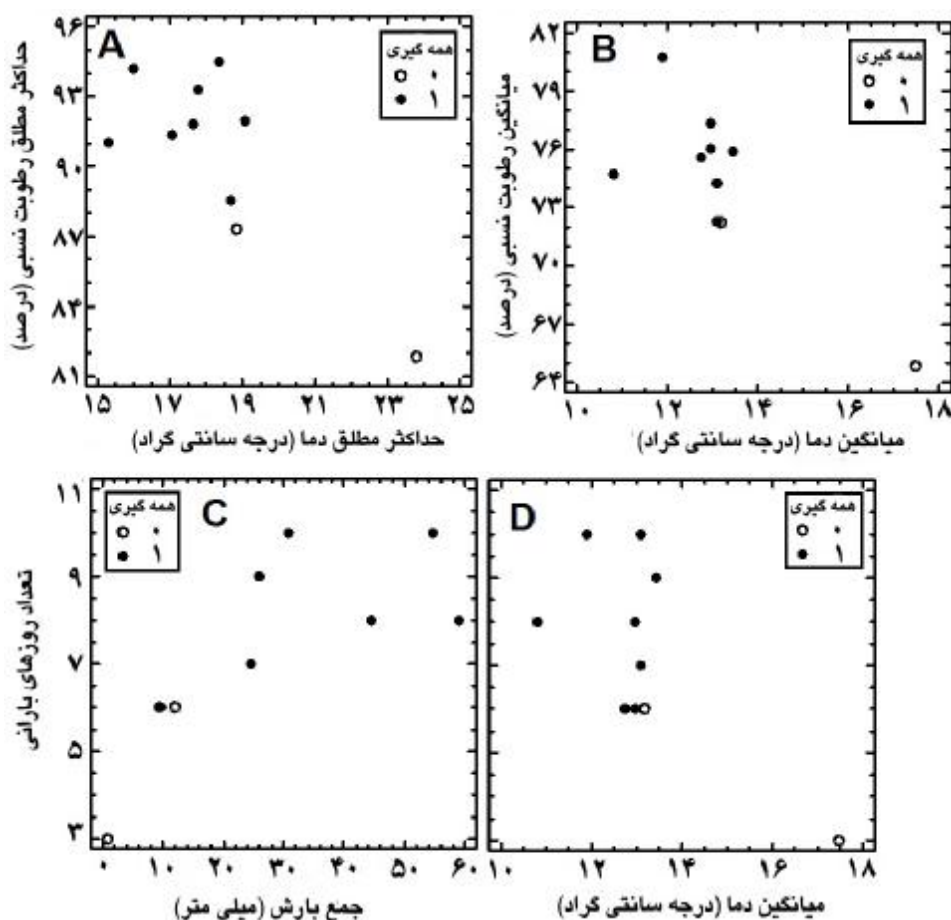 A
همه گیری
۰
۱
۹۶
۹۳
۹۰
۸۷
۸۴
۸۱
حداکثر مطلق رطوبت نسبی (درصد)
۱۵ ۱۷ ۱۹ ۲۱ ۲۳ ۲۵
حداکثر مطلق دما (درجه سانتی گراد)
B
همه گیری
۰
۱
۸۲
۷۹
۷۶
۷۳
۷۰
۶۷
۶۴
میانگین رطوبت نسبی (درصد)
۱۰ ۱۲ ۱۴ ۱۶ ۱۸
میانگین دما (درجه سانتی گراد)
C
همه گیری
۰
۱
۱۱
۹
۷
۵
۳
تعداد روزهای بارانی
۰ ۱۰ ۲۰ ۳۰ ۴۰ ۵۰ ۶۰
جمع بارش (میلی متر)
D
همه گیری
۰
۱
۱۰ ۱۲ ۱۴ ۱۶ ۱۸
میانگین دما (درجه سانتی گراد)